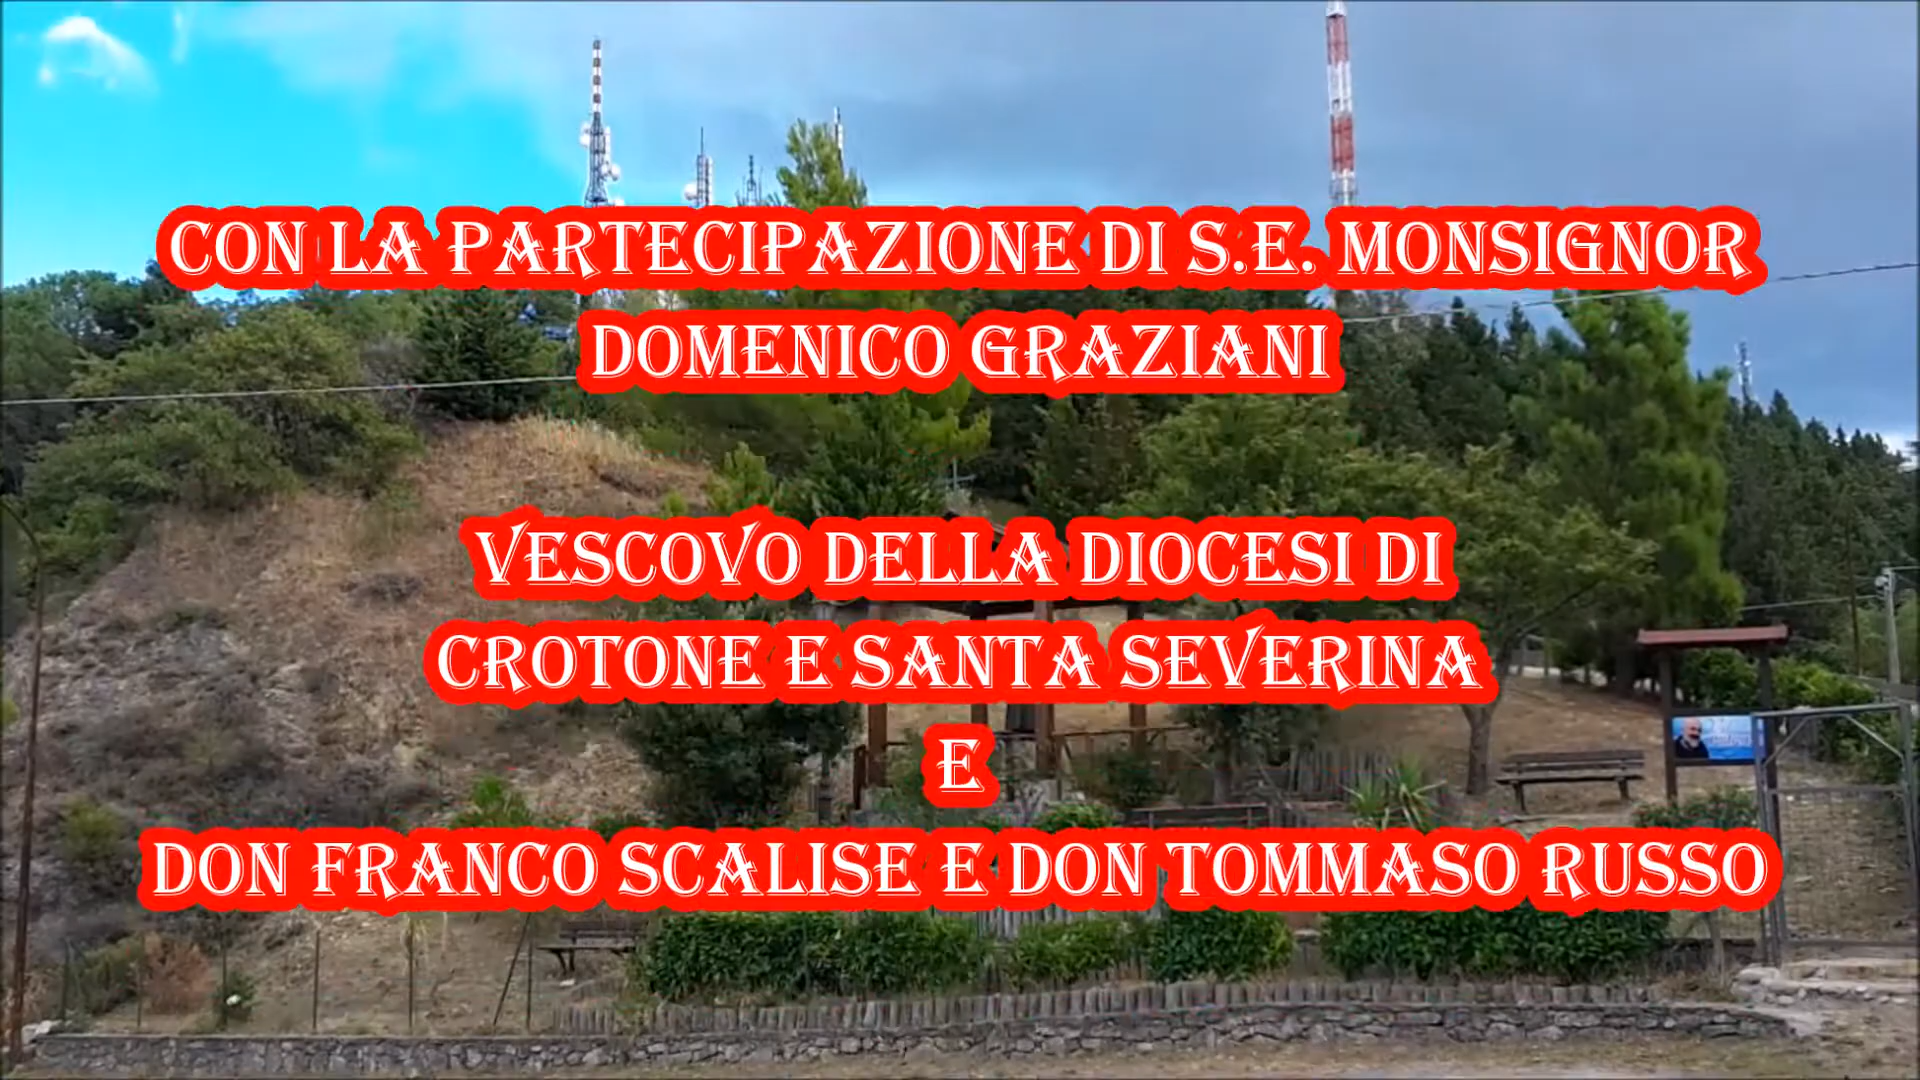 CON LA PARTECIPAZIONE DI S.E. MONSIGNOR
DOMENICO GRAZIANI
VESCOVO DELLA DIOCESI DI
CROTONE E SANTA SEVERINA
E
DON FRANCO SCALISE E DON TOMMASO RUSSO